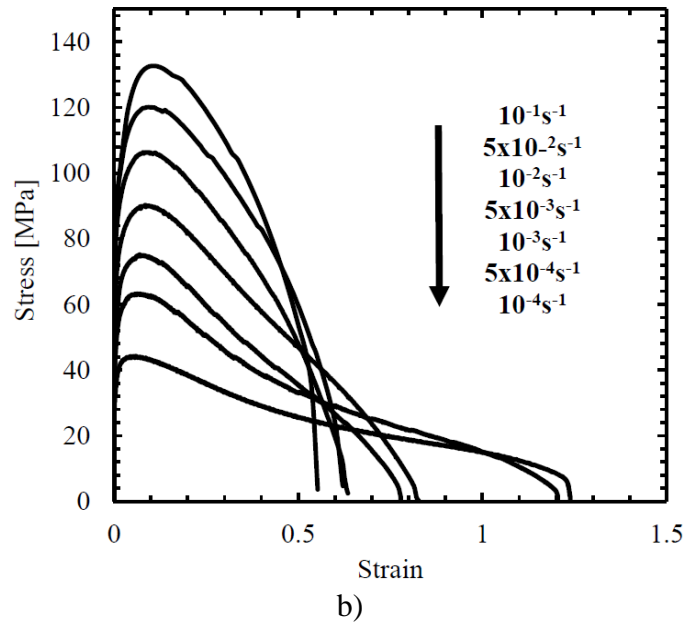 140
120
100
80
60
40
20
0
Stress [MPa]
10⁻¹s⁻¹
5x10-²s⁻¹
10⁻²s⁻¹
5x10⁻³s⁻¹
10⁻³s⁻¹
5x10⁻⁴s⁻¹
10⁻⁴s⁻¹
0 0.5 1 1.5
Strain
b)